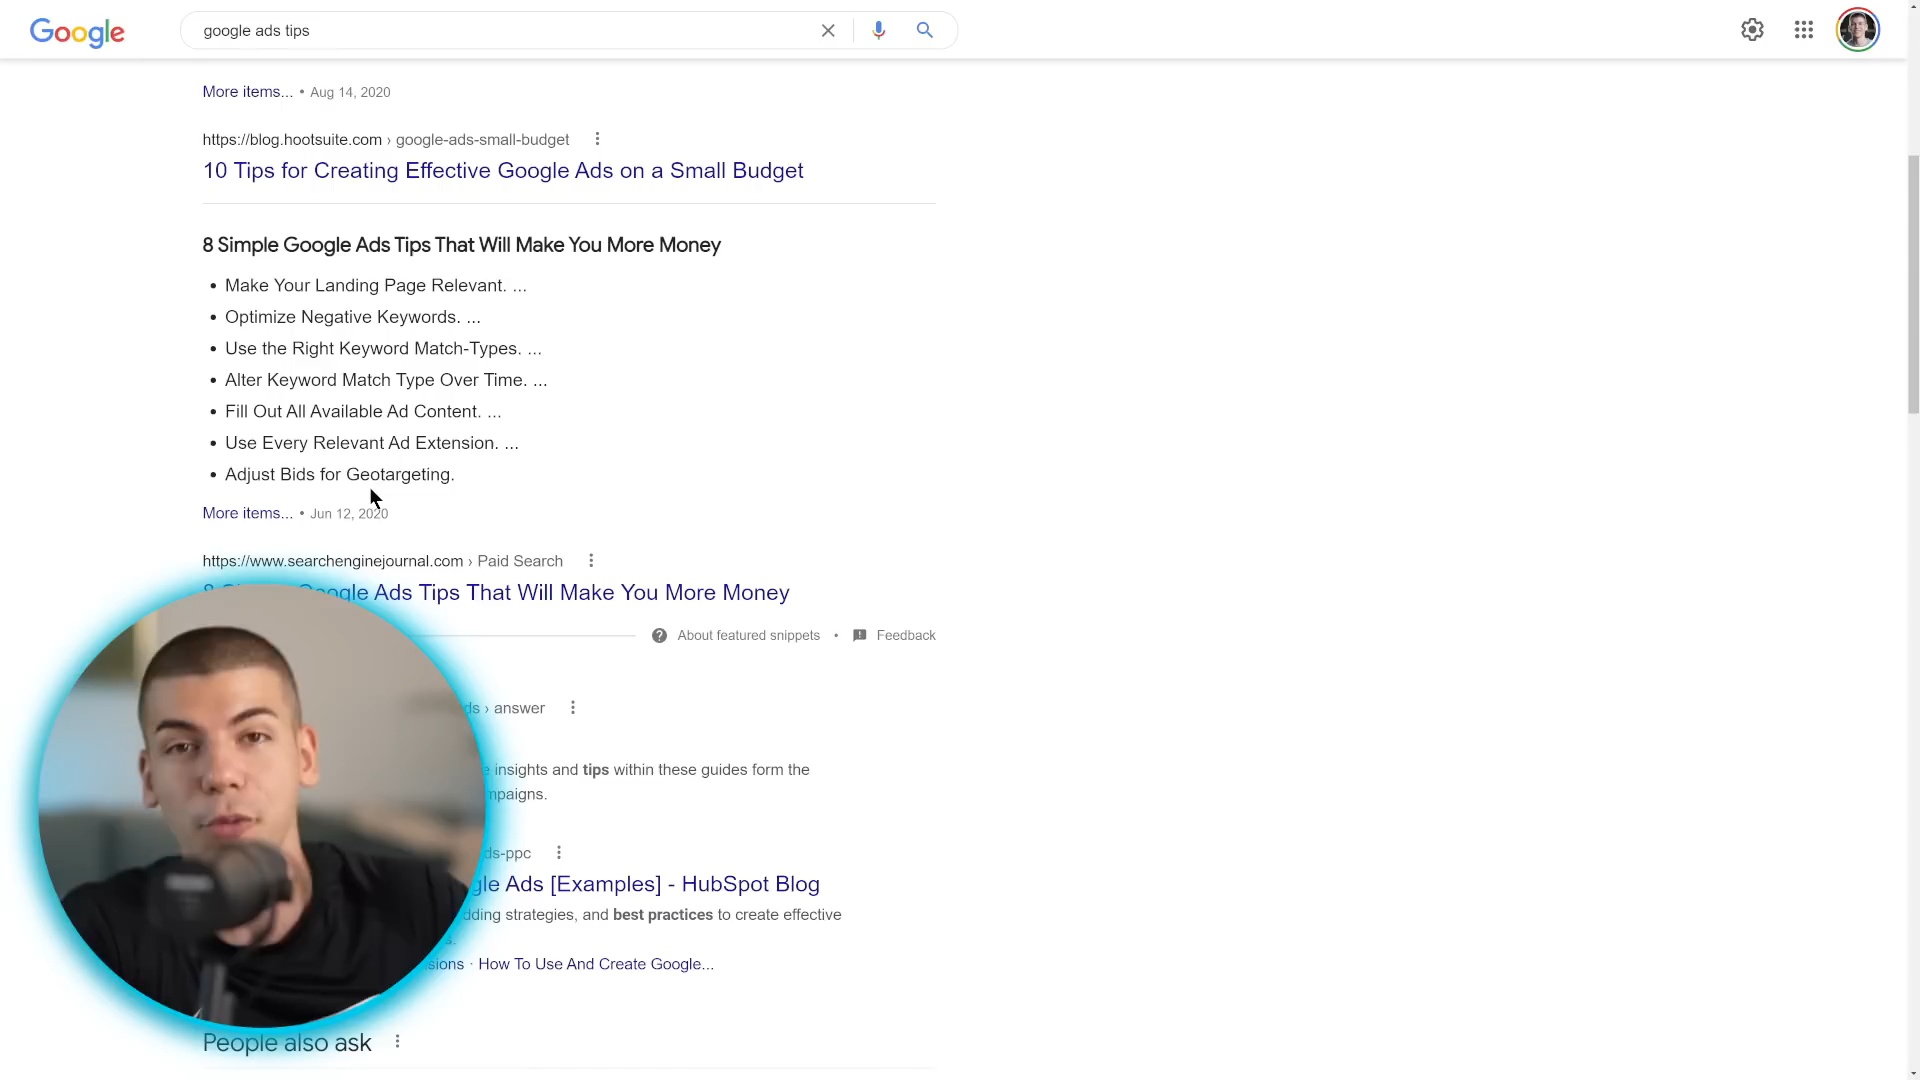 Google
google ads tips
More items... • Aug 14, 2020
https://blog.hootsuite.com › google-ads-small-budget
10 Tips for Creating Effective Google Ads on a Small Budget
8 Simple Google Ads Tips That Will Make You More Money
• Make Your Landing Page Relevant. ...
• Optimize Negative Keywords. ...
• Use the Right Keyword Match-Types. ...
• Alter Keyword Match Type Over Time. ...
• Fill Out All Available Ad Content. ...
• Use Every Relevant Ad Extension. ...
• Adjust Bids for Geotargeting.
More items... • Jun 12, 2020
https://www.searchenginejournal.com › Paid Search
8 Google Ads Tips That Will Make You More Money
About featured snippets • Feedback
› answer
insights and tips within these guides form the
ds-ppc
Ads [Examples] - HubSpot Blog
strategies, and best practices to create effective
· How To Use And Create Google...
People also ask